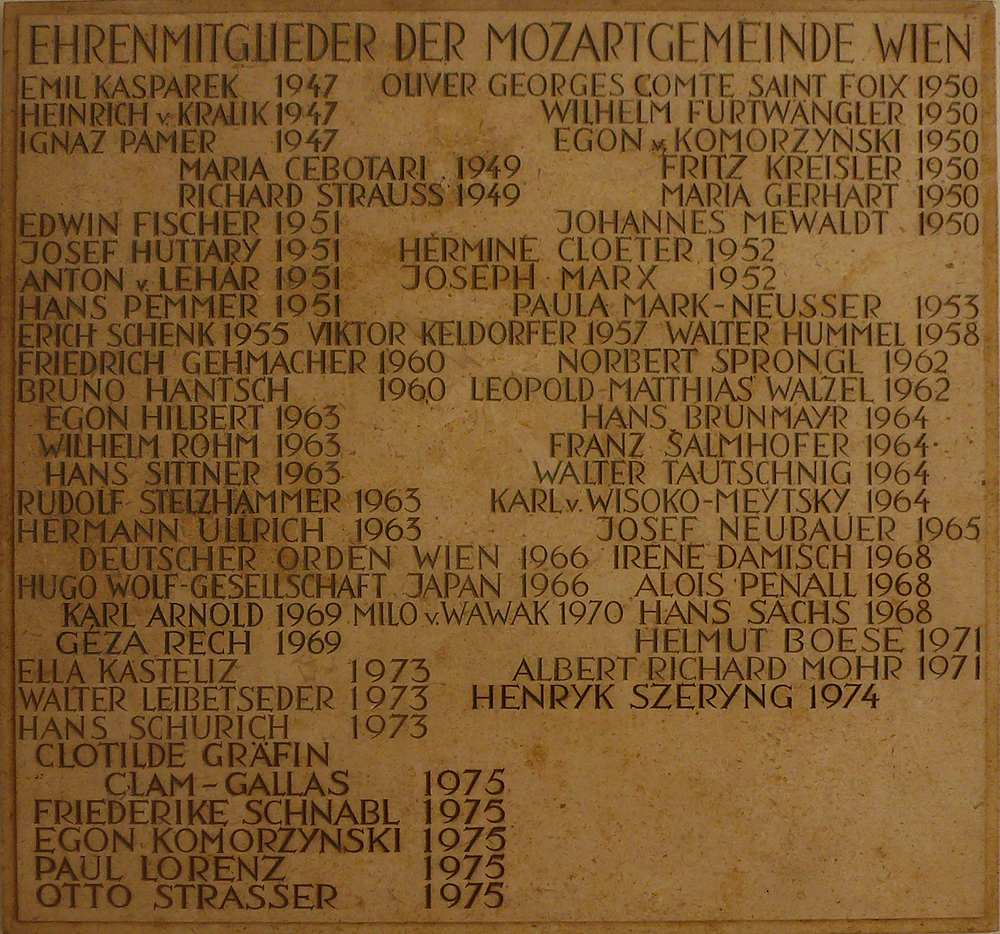 EHRENMITGLIEDER DER MOZARTGEMEINDE WIEN
EMIL KASPAREK 1947 OLIVER GEORGES COMTE SAINT FOIX 1950
HEINRICH v. KRALIK 1947 WILHELM FURTWÄNGLER 1950
IGNAZ PAMER 1947 EGON v. KOMORZYNSKI 1950
MARIA CEBOTARI 1949 FRITZ KREISLER 1950
RICHARD STRAUSS 1949 MARIA GERHART 1950
EDWIN FISCHER 1951 JOHANNES MEWALDT 1950
JOSEF HUTTARY 1951 HERMINE CLOETER 1952
ANTON v. LEHÁR 1951 JOSEPH MARX 1952
HANS PEMMER 1951 PAULA MARK-NEUSSER 1953
ERICH SCHENK 1955 VIKTOR KELDORFER 1957 WALTER HUMMEL 1958
FRIEDRICH GEHMACHER 1960 NORBERT SPRONGL 1962
BRUNO HANTSCH 1960 LEOPOLD MATTHIAS WALZEL 1962
EGON HILBERT 1963 HANS BRUNMAYR 1964
WILHELM ROHM 1963 FRANZ SALMHOFER 1964
HANS SITTNER 1963 WALTER TAUTSCHNIG 1964
RUDOLF STELZHAMMER 1963 KARL v. WISOKO-MEYTSKY 1964
HERMANN ULLRICH 1963 JOSEF NEUBAUER 1965
DEUTSCHER ORDEN WIEN 1966 IRENE DAMISCH 1968
HUGO WOLF-GESELLSCHAFT JAPAN 1966 ALOIS PENALL 1968
KARL ARNOLD 1969 MILO v. WAWAK 1970 HANS SACHS 1968
GÉZA RECH 1969 HELMUT BOESE 1971
ELLA KASTELIZ 1973 ALBERT RICHARD MOHR 1971
WALTER LEIBETSEDER 1973 HENRYK SZERYNG 1974
HANS SCHURICH 1973
CLOTILDE GRÄFIN
CLAM-GALLAS 1975
FRIEDERIKE SCHNABL 1975
EGON KOMORZYNSKI 1975
PAUL LORENZ 1975
OTTO STRASSER 1975